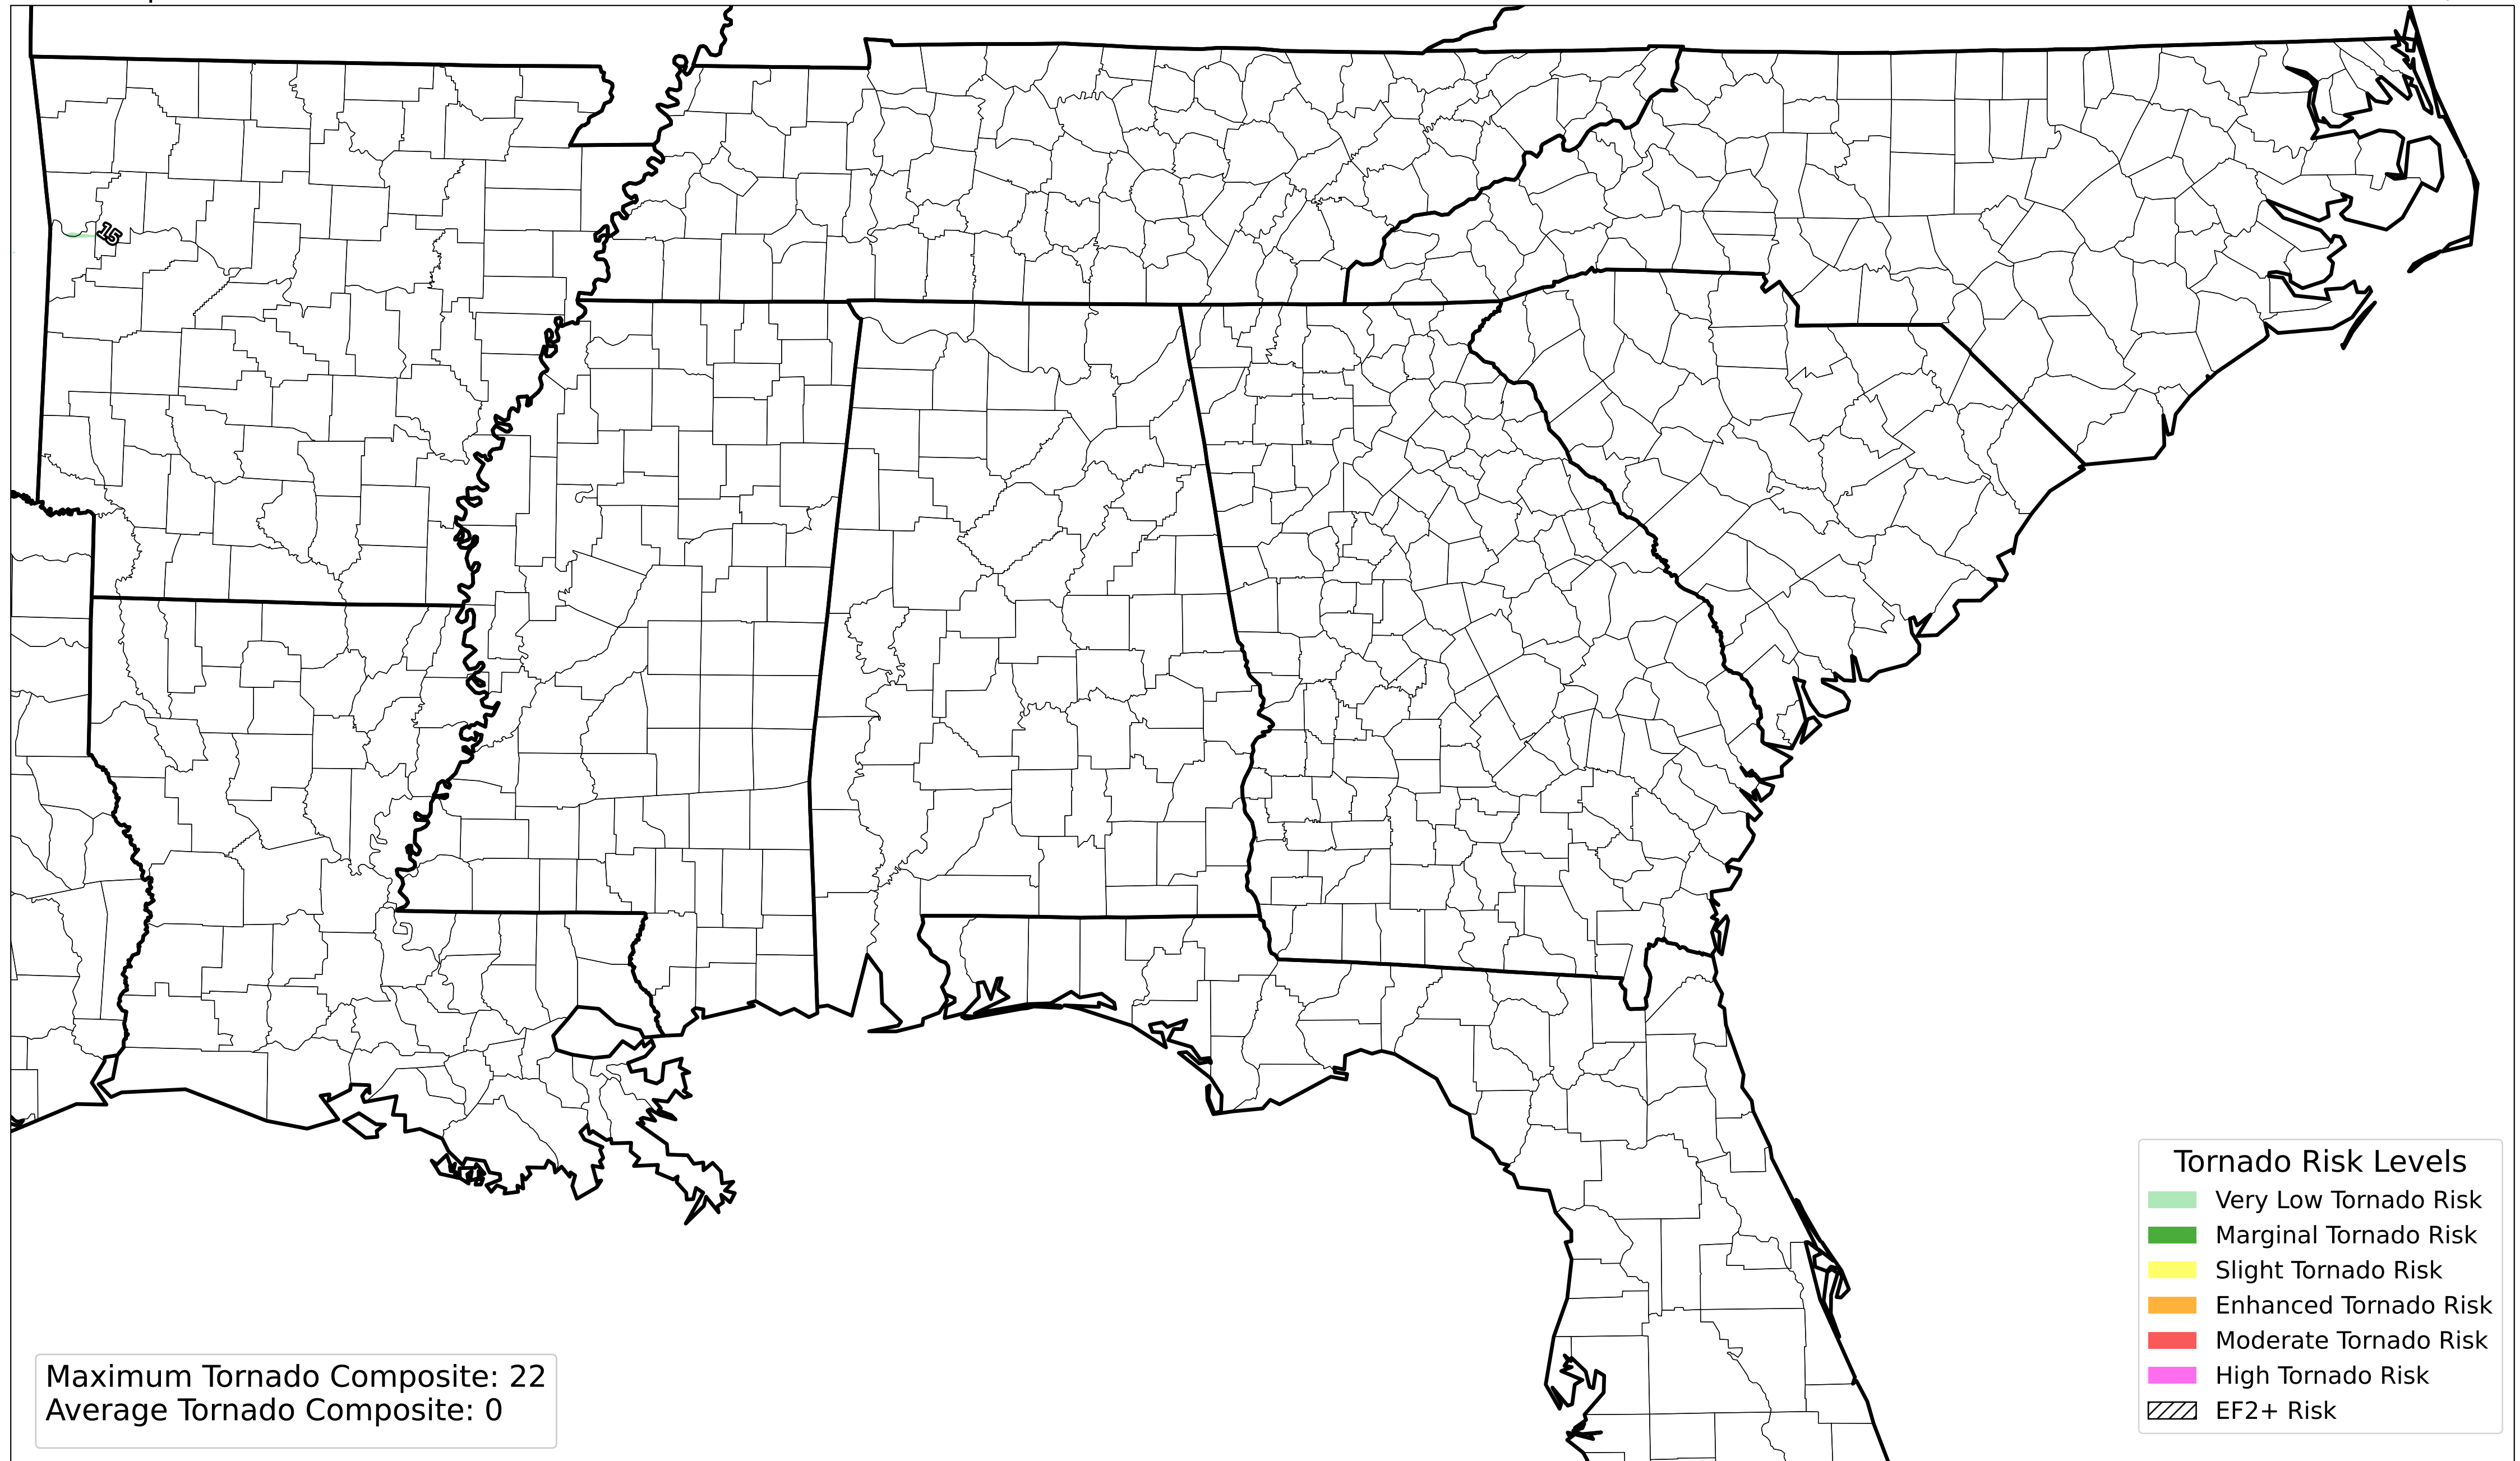 15
Tornado Risk Levels
Very Low Tornado Risk
Marginal Tornado Risk
Slight Tornado Risk
Enhanced Tornado Risk
Moderate Tornado Risk
High Tornado Risk
EF2+ Risk
Maximum Tornado Composite: 22
Average Tornado Composite: 0